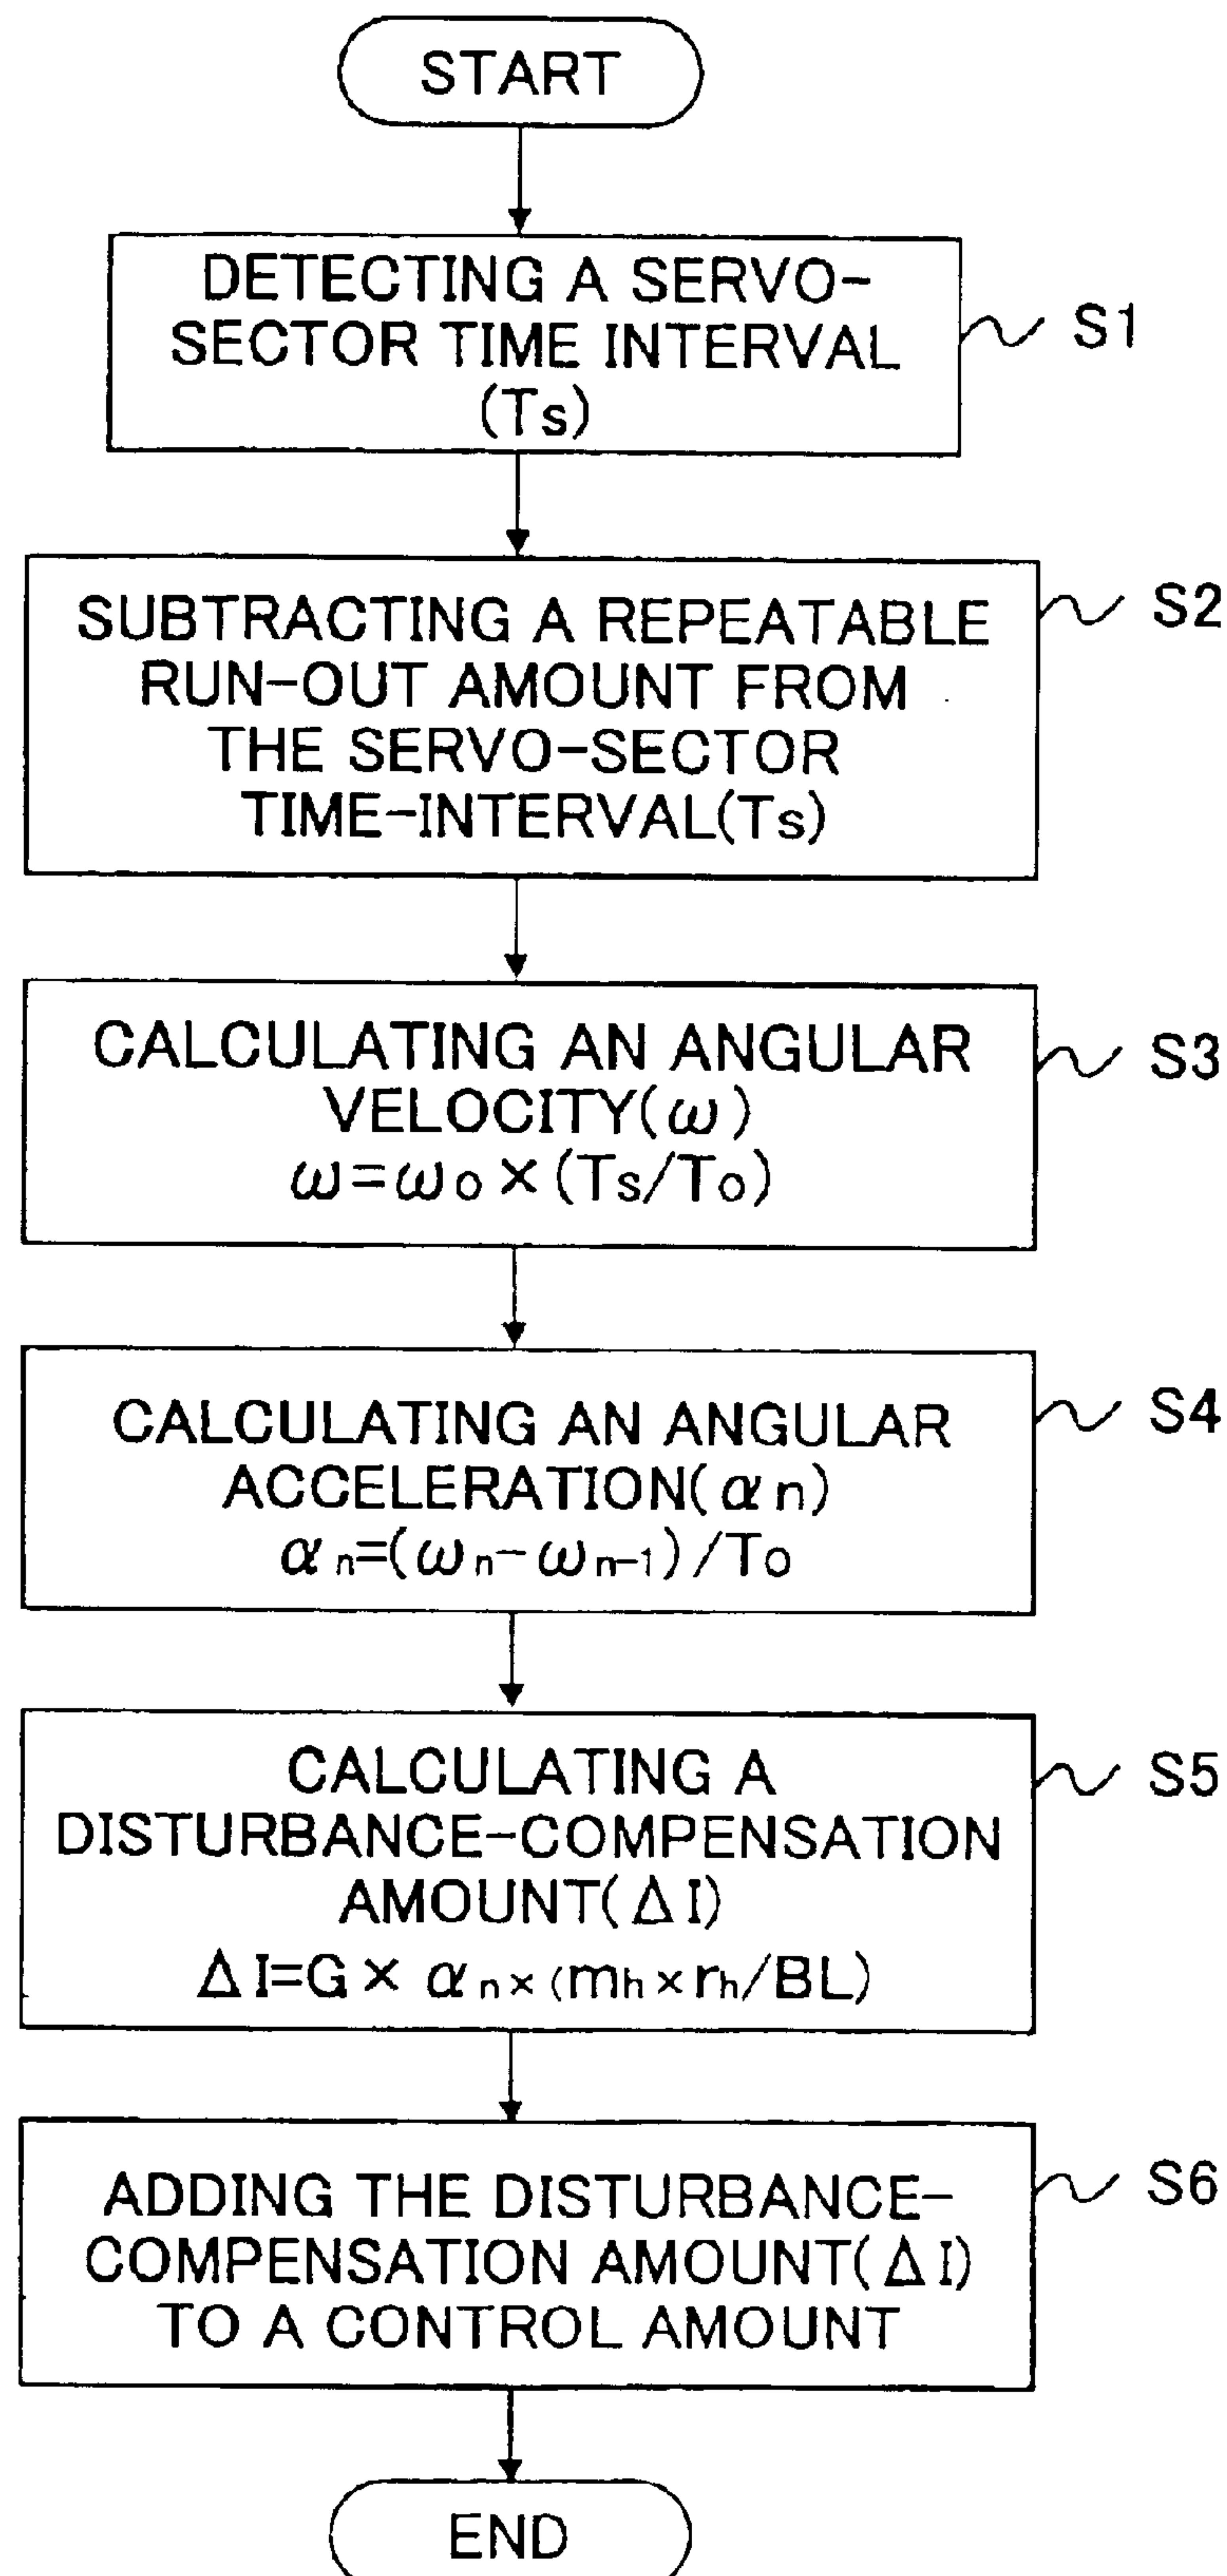 START
DETECTING A SERVO-
SECTOR TIME INTERVAL
(Ts)
S1
SUBTRACTING A REPEATABLE
RUN-OUT AMOUNT FROM
THE SERVO-SECTOR
TIME-INTERVAL(Ts)
S2
CALCULATING AN ANGULAR
VELOCITY(ω)
ω=ω₀×(Ts/T₀)
S3
CALCULATING AN ANGULAR
ACCELERATION(αn)
αn=(ωn-ωn-1)/T₀
S4
CALCULATING A
DISTURBANCE-COMPENSATION
AMOUNT(ΔI)
ΔI=G×αn×(mh×rh/BL)
S5
ADDING THE DISTURBANCE-
COMPENSATION AMOUNT(ΔI)
TO A CONTROL AMOUNT
S6
END